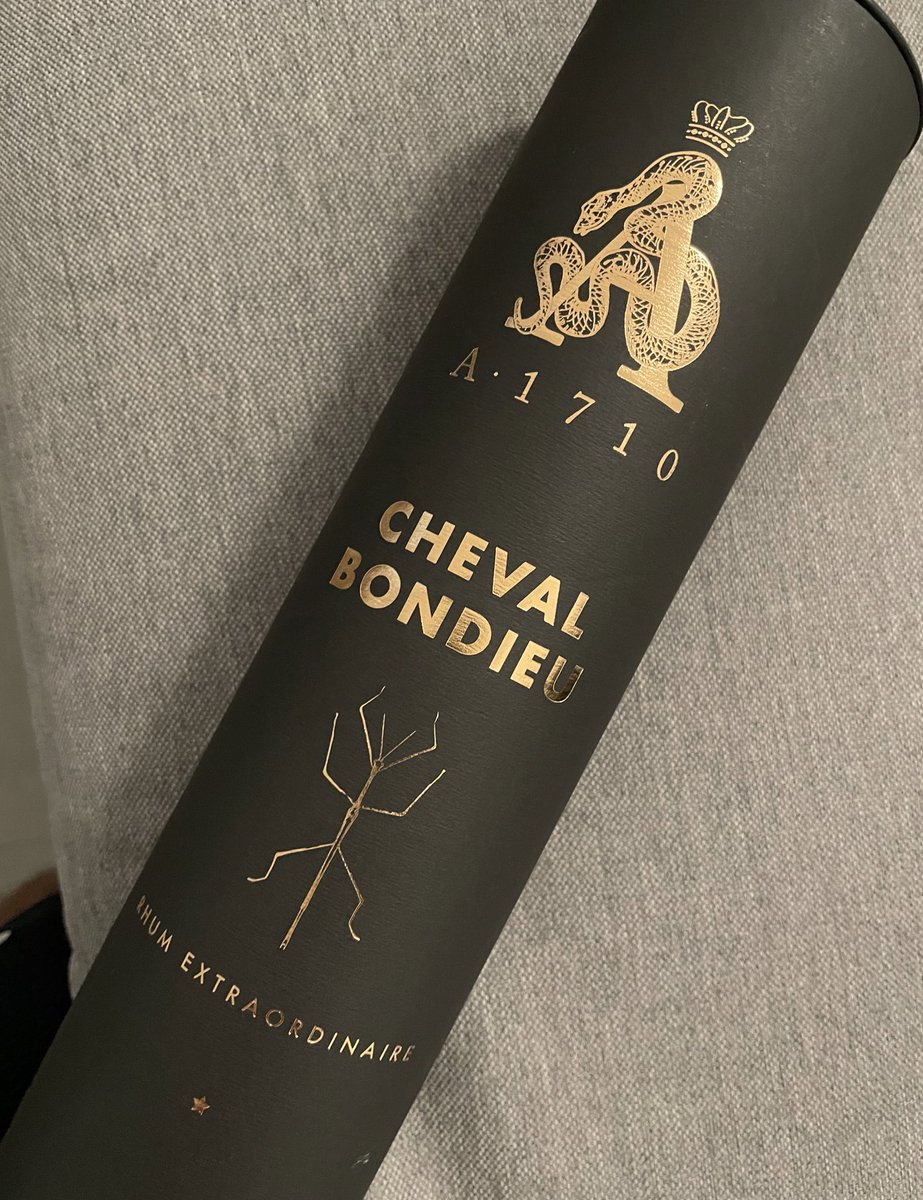 A·1710
CHEVAL
BONDIEU
RHUM EXTRAORDINAIRE